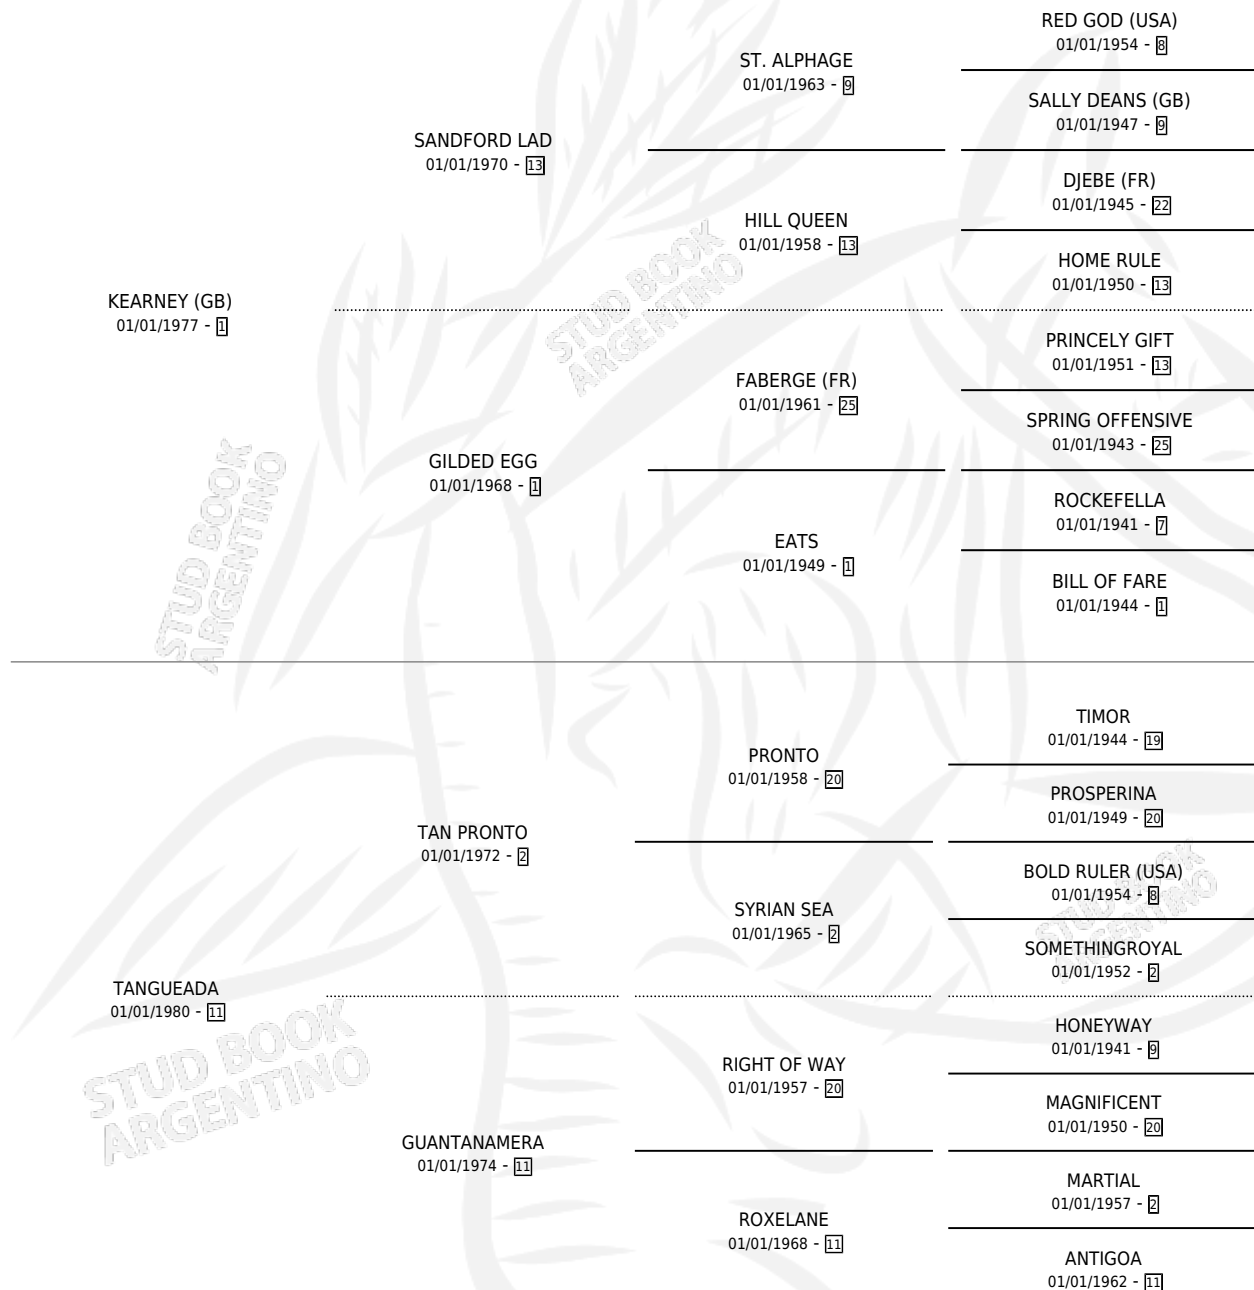 RED GOD (USA)
01/01/1954 - 8
ST. ALPHAGE
01/01/1963 - 9
SALLY DEANS (GB)
01/01/1947 - 9
SANDFORD LAD
01/01/1970 - 13
DJEBE (FR)
01/01/1945 - 22
HILL QUEEN
01/01/1958 - 13
HOME RULE
01/01/1950 - 13
KEARNEY (GB)
01/01/1977 - 1
PRINCELY GIFT
01/01/1951 - 13
FABERGE (FR)
01/01/1961 - 25
SPRING OFFENSIVE
01/01/1943 - 25
GILDED EGG
01/01/1968 - 1
ROCKEFELLA
01/01/1941 - 7
EATS
01/01/1949 - 1
BILL OF FARE
01/01/1944 - 1
TIMOR
01/01/1944 - 19
PRONTO
01/01/1958 - 20
PROSPERINA
01/01/1949 - 20
TAN PRONTO
01/01/1972 - 2
BOLD RULER (USA)
01/01/1954 - 8
SYRIAN SEA
01/01/1965 - 2
SOMETHINGROYAL
01/01/1952 - 2
TANGUEADA
01/01/1980 - 11
HONEYWAY
01/01/1941 - 9
RIGHT OF WAY
01/01/1957 - 20
MAGNIFICENT
01/01/1950 - 20
GUANTANAMERA
01/01/1974 - 11
MARTIAL
01/01/1957 - 2
ROXELANE
01/01/1968 - 11
ANTIGOA
01/01/1962 - 11
STUD BOOK
ARGENTINO
STUD BOOK
ARGENTINO
STUD BOOK
ARGENTINO
STUD BOOK
ARGENTINO